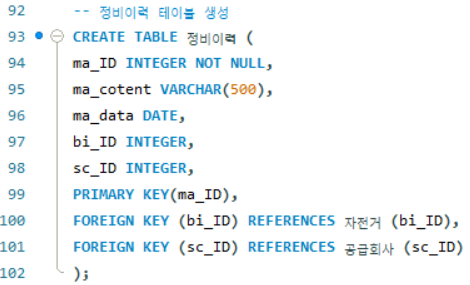 92 -- 정비이력 테이블 생성
93 CREATE TABLE 정비이력 (
94 ma_ID INTEGER NOT NULL,
95 ma_cotent VARCHAR(500),
96 ma_data DATE,
97 bi_ID INTEGER,
98 sc_ID INTEGER,
99 PRIMARY KEY(ma_ID),
100 FOREIGN KEY (bi_ID) REFERENCES 자전거 (bi_ID),
101 FOREIGN KEY (sc_ID) REFERENCES 공급회사 (sc_ID)
102 );